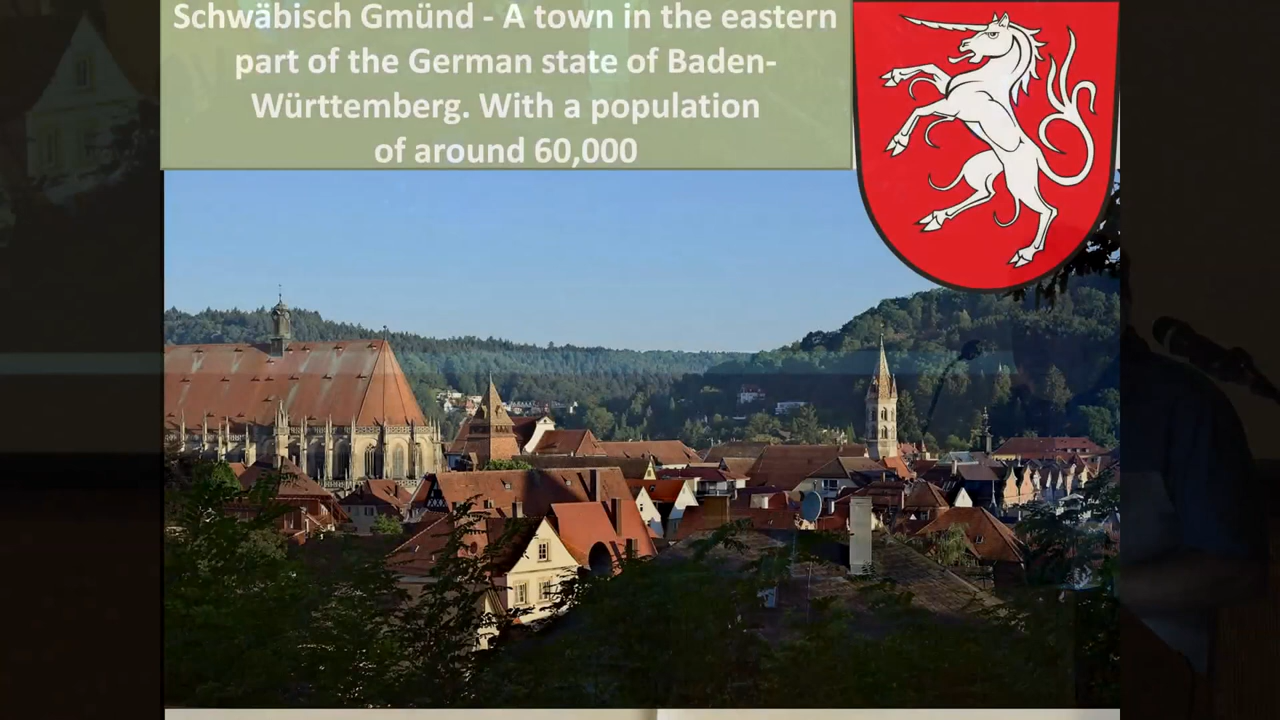 Schwäbisch Gmünd - A town in the eastern
part of the German state of Baden-
Württemberg. With a population
of around 60,000